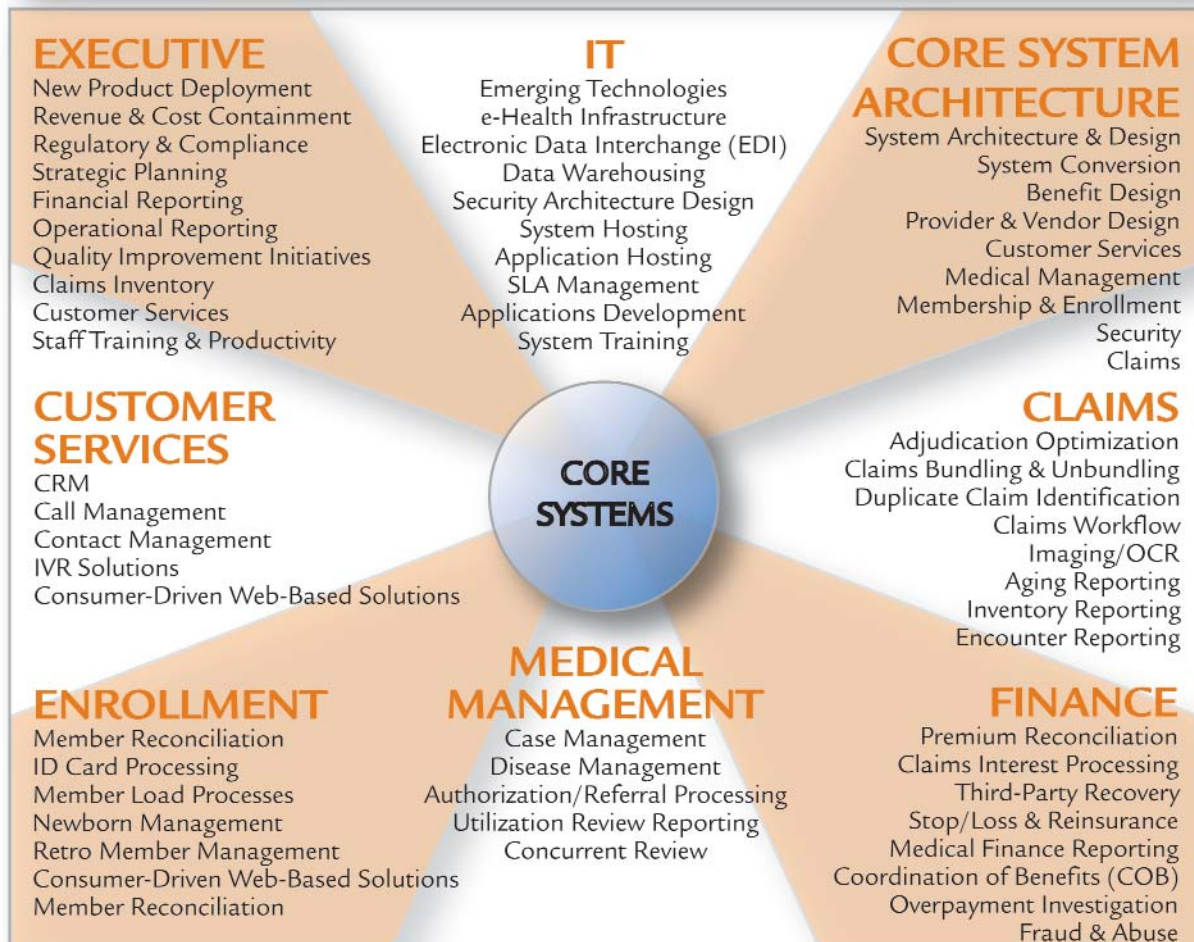 EXECUTIVE
New Product Deployment
Revenue & Cost Containment
Regulatory & Compliance
Strategic Planning
Financial Reporting
Operational Reporting
Quality Improvement Initiatives
Claims Inventory
Customer Services
Staff Training & Productivity
IT
Emerging Technologies
e-Health Infrastructure
Electronic Data Interchange (EDI)
Data Warehousing
Security Architecture Design
System Hosting
Application Hosting
SLA Management
Applications Development
System Training
CORE SYSTEM
ARCHITECTURE
System Architecture & Design
System Conversion
Benefit Design
Provider & Vendor Design
Customer Services
Medical Management
Membership & Enrollment
Security
Claims
CUSTOMER
SERVICES
CRM
Call Management
Contact Management
IVR Solutions
Consumer-Driven Web-Based Solutions
CORE
SYSTEMS
CLAIMS
Adjudication Optimization
Claims Bundling & Unbundling
Duplicate Claim Identification
Claims Workflow
Imaging/OCR
Aging Reporting
Inventory Reporting
Encounter Reporting
ENROLLMENT
Member Reconciliation
ID Card Processing
Member Load Processes
Newborn Management
Retro Member Management
Consumer-Driven Web-Based Solutions
Member Reconciliation
MEDICAL
MANAGEMENT
Case Management
Disease Management
Authorization/Referral Processing
Utilization Review Reporting
Concurrent Review
FINANCE
Premium Reconciliation
Claims Interest Processing
Third-Party Recovery
Stop/Loss & Reinsurance
Medical Finance Reporting
Coordination of Benefits (COB)
Overpayment Investigation
Fraud & Abuse